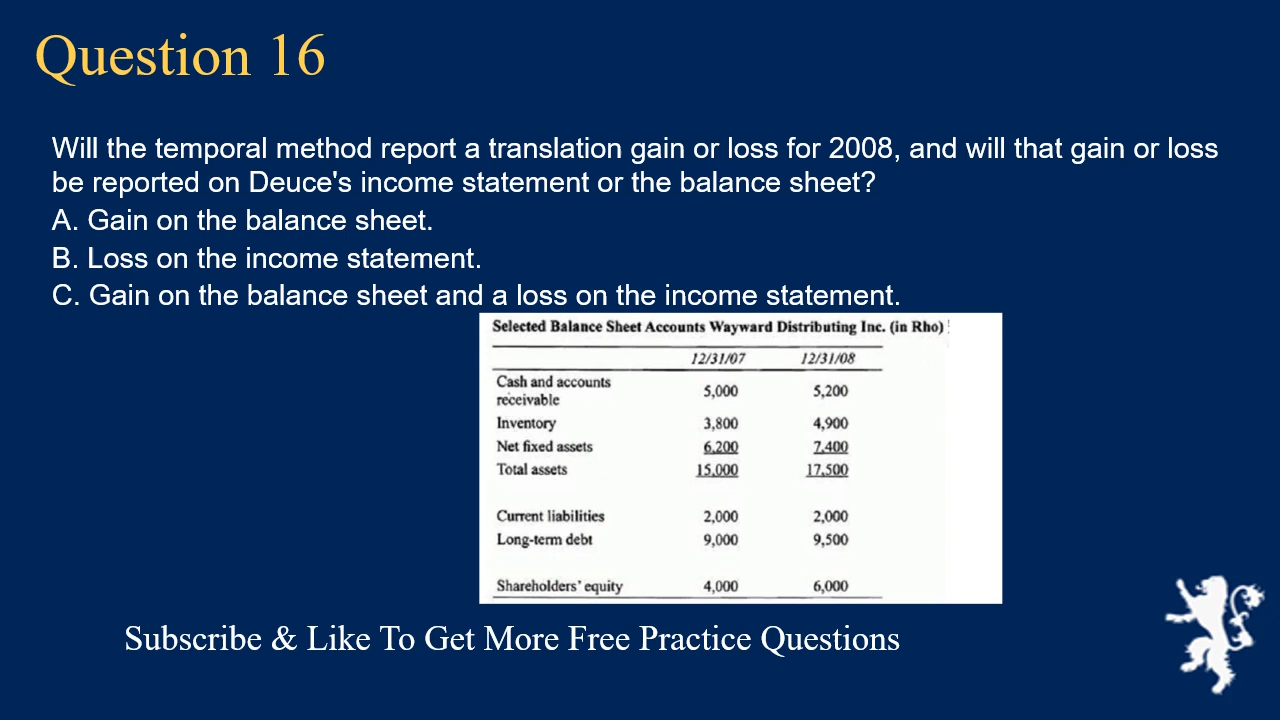 Question 16
Will the temporal method report a translation gain or loss for 2008, and will that gain or loss
be reported on Deuce's income statement or the balance sheet?
A. Gain on the balance sheet.
B. Loss on the income statement.
C. Gain on the balance sheet and a loss on the income statement.
Selected Balance Sheet Accounts Wayward Distributing Inc. (in Rho)
12/31/07 12/31/08
Cash and accounts
receivable 5,000 5,200
Inventory 3,800 4,900
Net fixed assets 6,200 7,400
Total assets 15,000 17,500
Current liabilities 2,000 2,000
Long-term debt 9,000 9,500
Shareholders' equity 4,000 6,000
Subscribe & Like To Get More Free Practice Questions